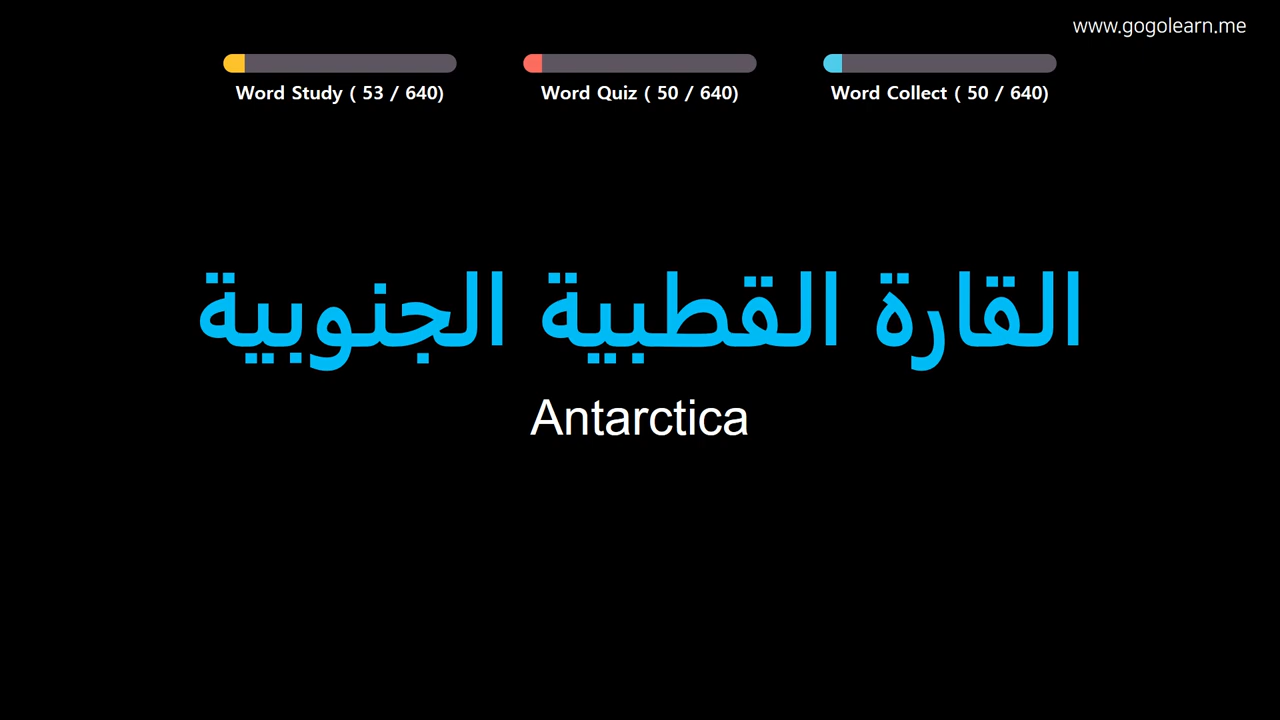 www.gogolearn.me
Word Study ( 53 / 640)
Word Quiz ( 50 / 640)
Word Collect ( 50 / 640)
القارة القطبية الجنوبية
Antarctica